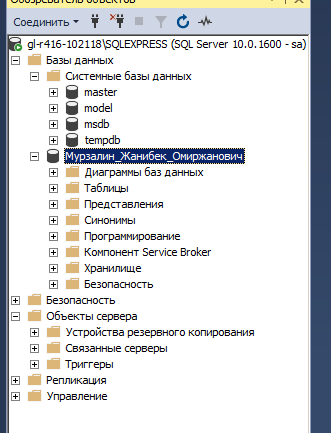 Соединить
gl-r416-102118\SQLEXPRESS (SQL Server 10.0.1600 - sa)
Базы данных
Системные базы данных
master
model
msdb
tempdb
Мурзалин_Жанибек_Омиржанович
Диаграммы баз данных
Таблицы
Представления
Синонимы
Программирование
Компонент Service Broker
Хранилище
Безопасность
Безопасность
Объекты сервера
Устройства резервного копирования
Связанные серверы
Триггеры
Репликация
Управление